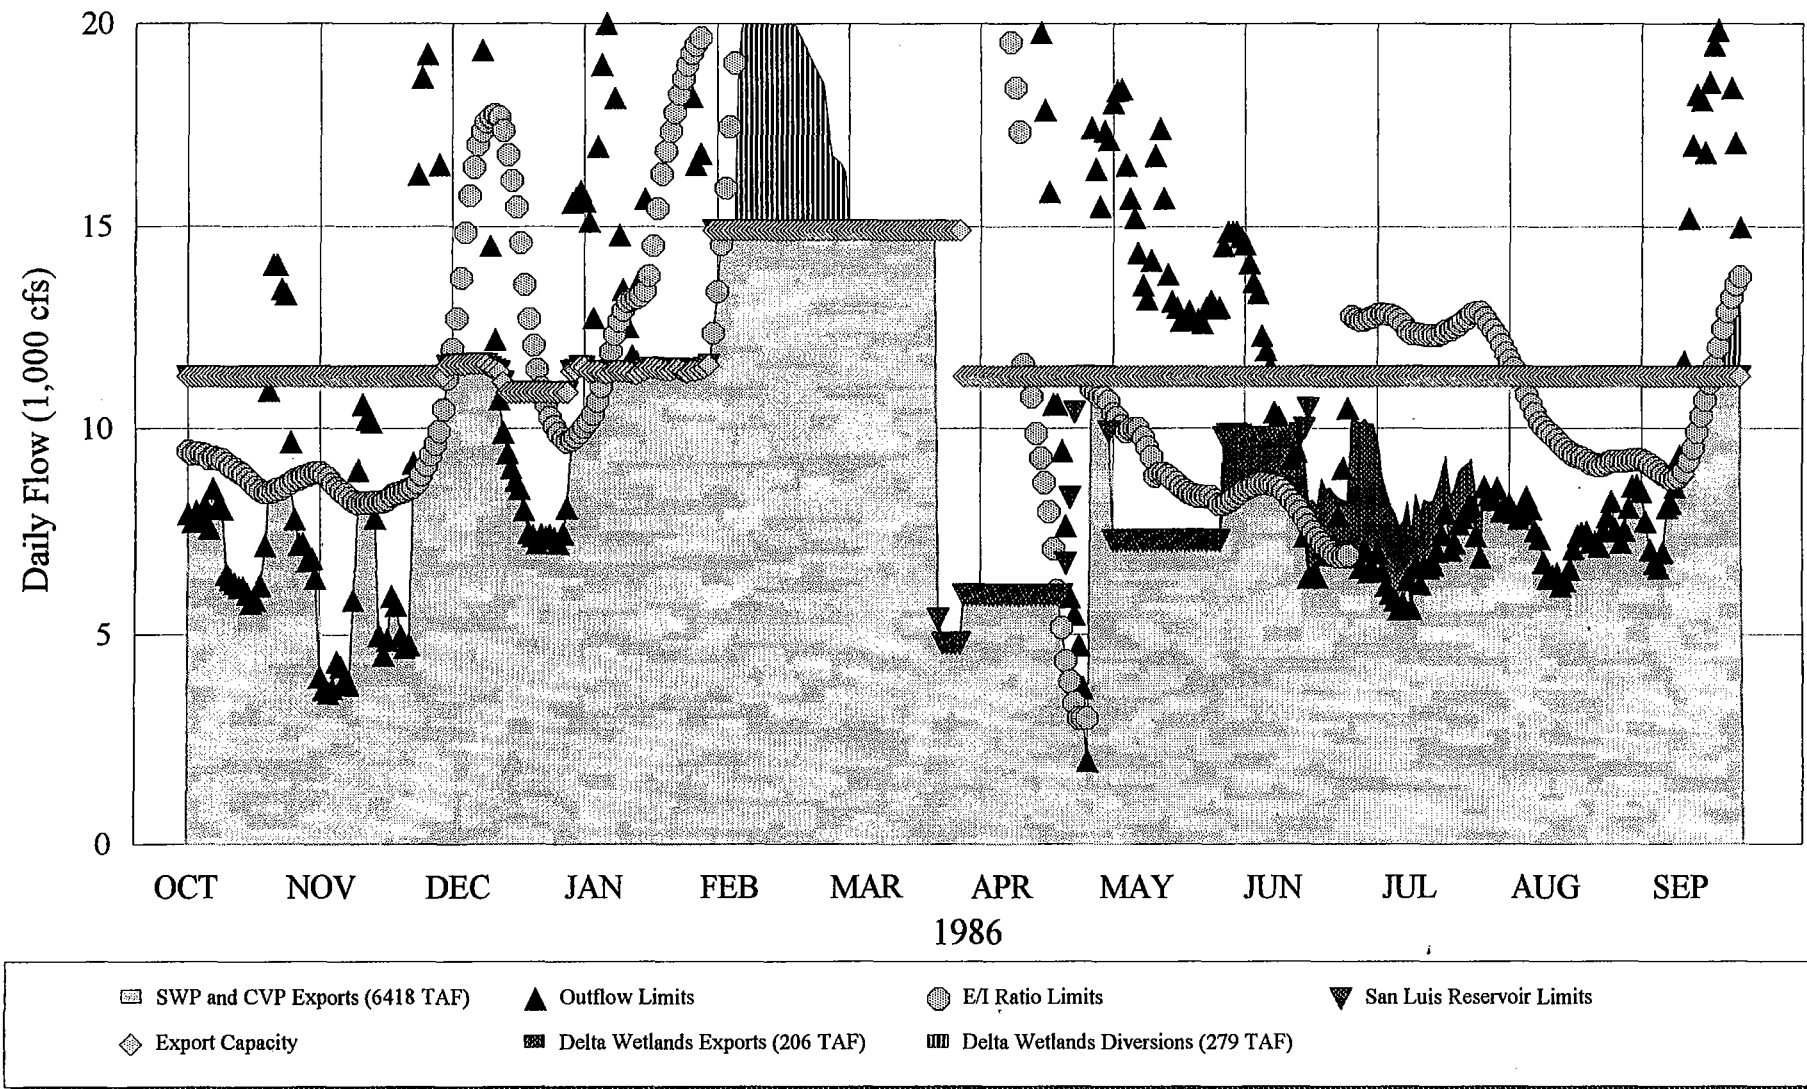 20
15
10
5
0
Daily Flow (1,000 cfs)
OCT NOV DEC JAN FEB MAR APR MAY JUN JUL AUG SEP
1986
SWP and CVP Exports (6418 TAF) Outflow Limits E/I Ratio Limits San Luis Reservoir Limits
Export Capacity Delta Wetlands Exports (206 TAF) Delta Wetlands Diversions (279 TAF)